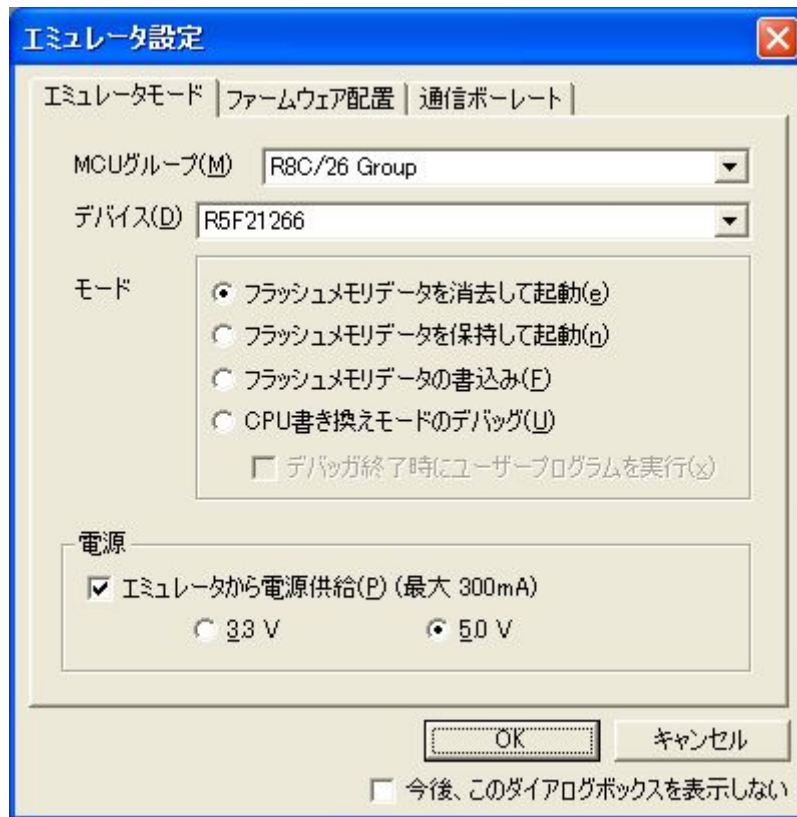 エミュレータ設定
エミュレータモード ファームウェア配置 通信ボーレート
MCUグループ(M) R8C/26 Group
デバイス(D) R5F21266
モード
フラッシュメモリデータを消去して起動(e)
フラッシュメモリデータを保持して起動(n)
フラッシュメモリデータの書込み(F)
CPU書き換えモードのデバッグ(U)
デバッガ終了時にユーザープログラムを実行(x)
電源
エミュレータから電源供給(P) (最大 300mA)
3.3 V 5.0 V
OK キャンセル
今後、このダイアログボックスを表示しない